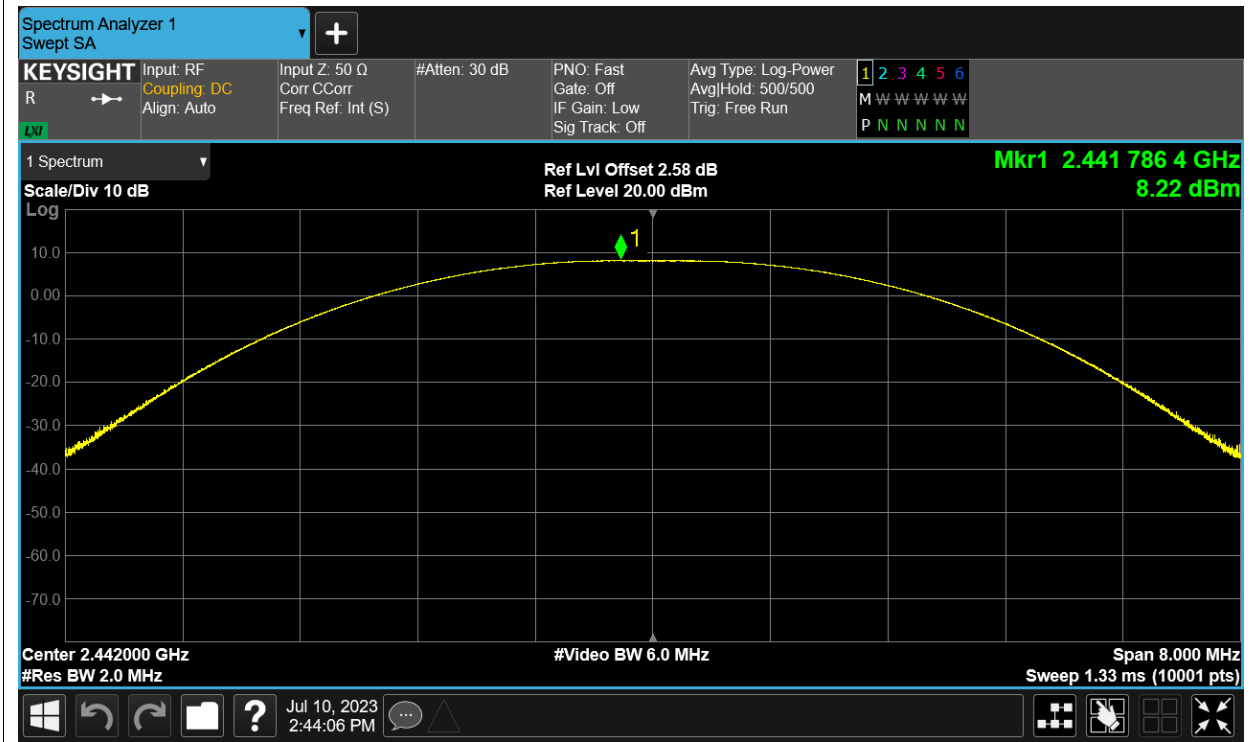 Spectrum Analyzer 1
Swept SA
KEYSIGHT
R
LXI
Input: RF
Coupling: DC
Align: Auto
Input Z: 50 Ω
Corr CCorr
Freq Ref: Int (S)
#Atten: 30 dB
PNO: Fast
Gate: Off
IF Gain: Low
Sig Track: Off
Avg Type: Log-Power
Avg|Hold: 500/500
Trig: Free Run
1 2 3 4 5 6
M W W W W W
P N N N N N
1 Spectrum
Scale/Div 10 dB
Log
Ref Lvl Offset 2.58 dB
Ref Level 20.00 dBm
Mkr1 2.441 786 4 GHz
8.22 dBm
1
10.0
0.00
-10.0
-20.0
-30.0
-40.0
-50.0
-60.0
-70.0
Center 2.442000 GHz
#Res BW 2.0 MHz
#Video BW 6.0 MHz
Span 8.000 MHz
Sweep 1.33 ms (10001 pts)
?
Jul 10, 2023
2:44:06 PM